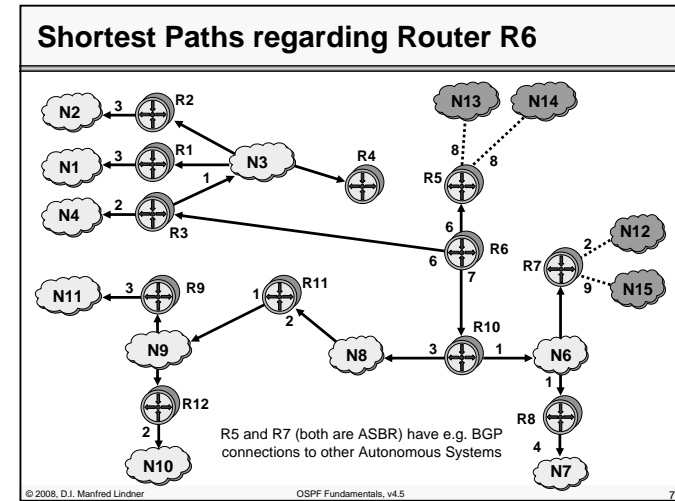 Shortest Paths regarding Router R6
N13 N14
N2 3 R2
8 8
N1 3 R1 N3 R4
1 R5
N4 2 R3
6
6 R6
7
N12
2
R7
9
N15
N11 3 R9
1 R11
2
R10
N9 N8 3 1 N6
1
R12
2
R8
4
N10
R5 and R7 (both are ASBR) have e.g. BGP
connections to other Autonomous Systems
N7
© 2008, D.I. Manfred Lindner OSPF Fundamentals, v4.5 7